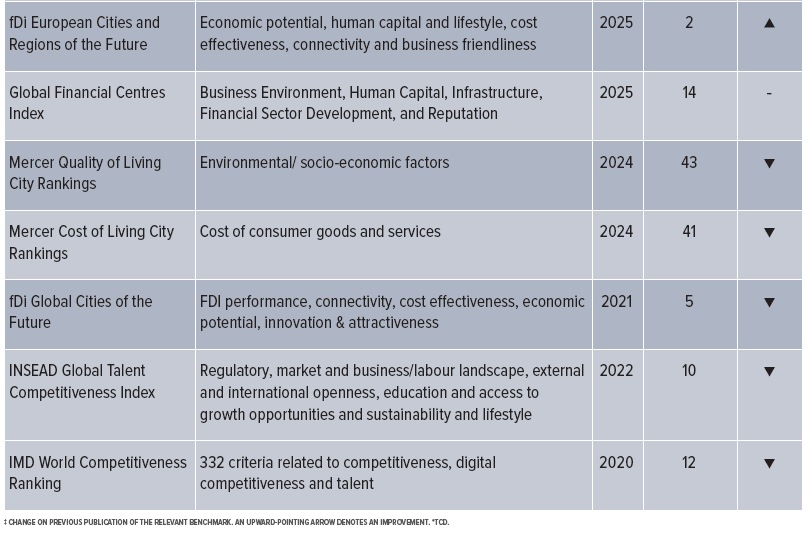 fDi European Cities and
Regions of the Future
Economic potential, human capital and lifestyle, cost
effectiveness, connectivity and business friendliness
2025
2
▲
Global Financial Centres
Index
Business Environment, Human Capital, Infrastructure,
Financial Sector Development, and Reputation
2025
14
-
Mercer Quality of Living
City Rankings
Environmental/ socio-economic factors
2024
43
▼
Mercer Cost of Living City
Rankings
Cost of consumer goods and services
2024
41
▼
fDi Global Cities of the
Future
FDI performance, connectivity, cost effectiveness, economic
potential, innovation & attractiveness
2021
5
▼
INSEAD Global Talent
Competitiveness Index
Regulatory, market and business/labour landscape, external
and international openness, education and access to
growth opportunities and sustainability and lifestyle
2022
10
▼
IMD World Competitiveness
Ranking
332 criteria related to competitiveness, digital
competitiveness and talent
2020
12
▼
‡ CHANGE ON PREVIOUS PUBLICATION OF THE RELEVANT BENCHMARK. AN UPWARD-POINTING ARROW DENOTES AN IMPROVEMENT. *TCD.